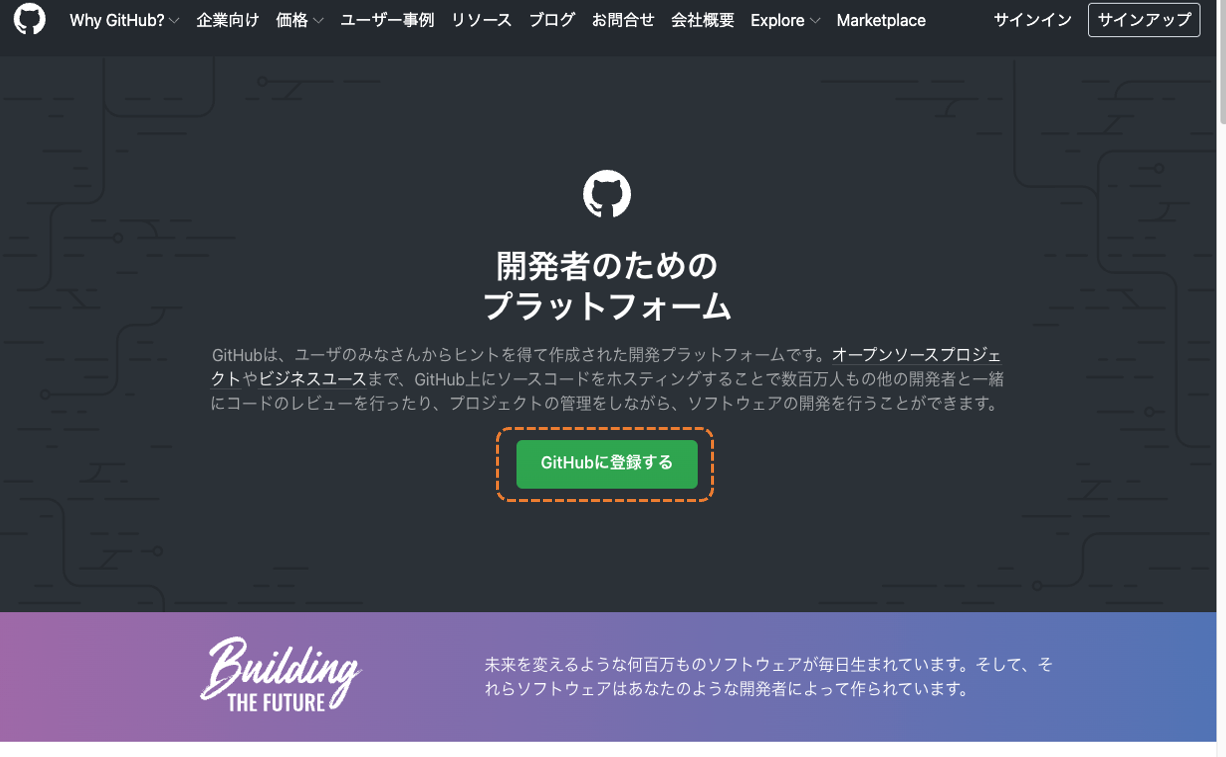 Why GitHub? 企業向け 価格 ユーザー事例 リソース ブログ お問合せ 会社概要 Explore Marketplace サインイン サインアップ
開発者のための
プラットフォーム
GitHubは、ユーザのみなさんからヒントを得て作成された開発プラットフォームです。オープンソースプロジェ
クトやビジネスユースまで、GitHub上にソースコードをホスティングすることで数百万人もの他の開発者と一緒
にコードのレビューを行ったり、プロジェクトの管理をしながら、ソフトウェアの開発を行うことができます。
GitHubに登録する
Building
THE FUTURE
未来を変えるような何百万ものソフトウェアが毎日生まれています。そして、そ
れらソフトウェアはあなたのような開発者によって作られています。